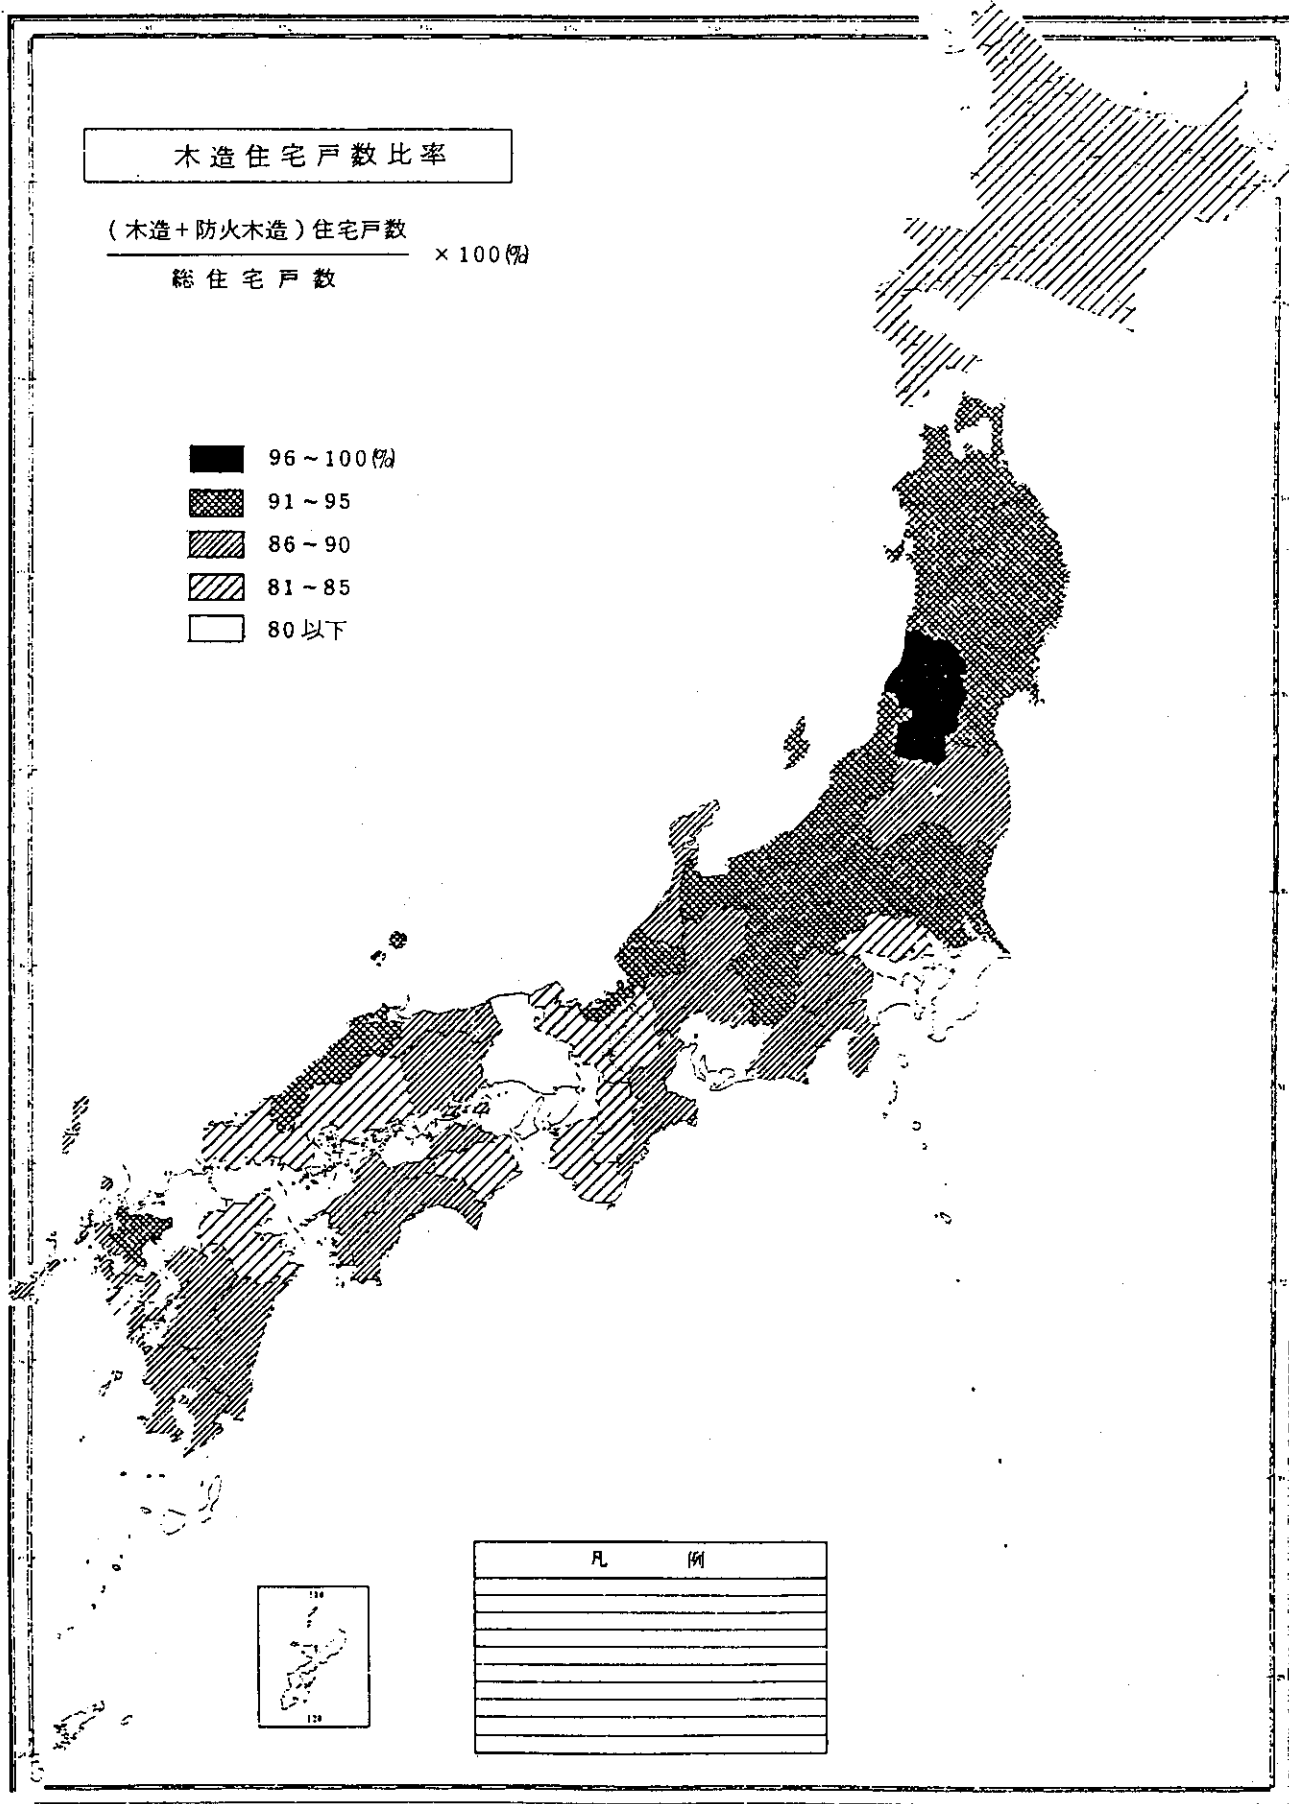 木造住宅戸数比率
(木造+防火木造)住宅戸数
総住宅戸数
×100(%)
96~100(%)
91~95
86~90
81~85
80以下
凡 例
128